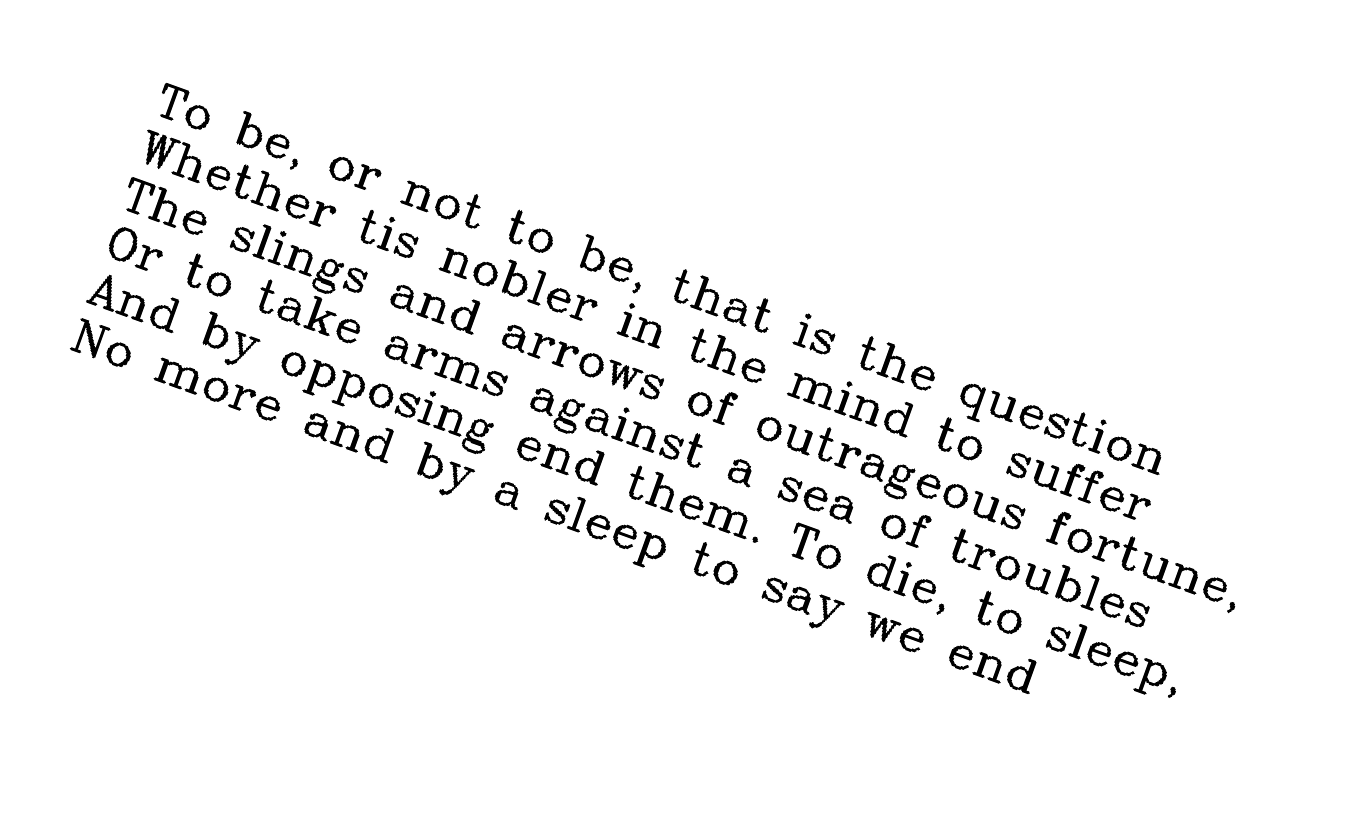 To be, or not to be, that is the question
Whether tis nobler in the mind to suffer
The slings and arrows of outrageous fortune,
Or to take arms against a sea of troubles
And by opposing end them. To die, to sleep,
No more and by a sleep to say we end